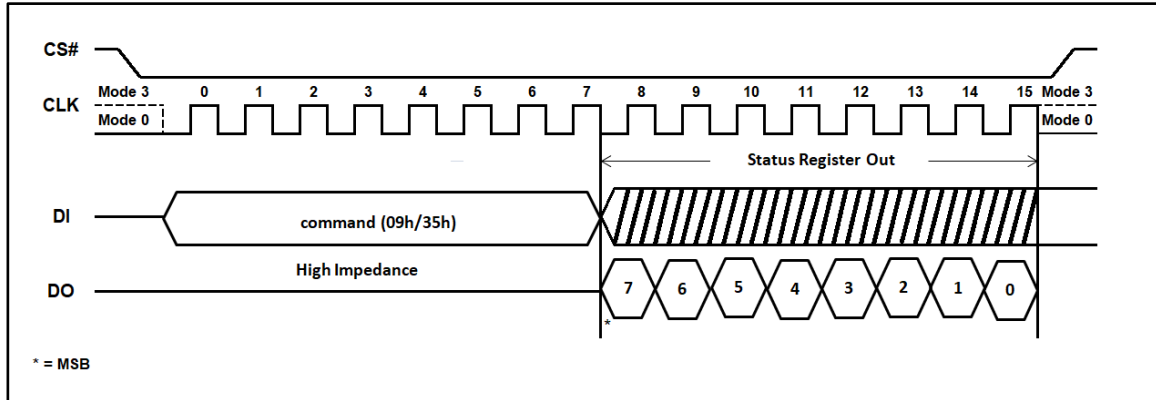 CS#
Mode 3 0 1 2 3 4 5 6 7 8 9 10 11 12 13 14 15 Mode 3
CLK
Mode 0 Mode 0
Status Register Out
DI command (09h/35h)
High Impedance
DO 7 6 5 4 3 2 1 0
*
* = MSB